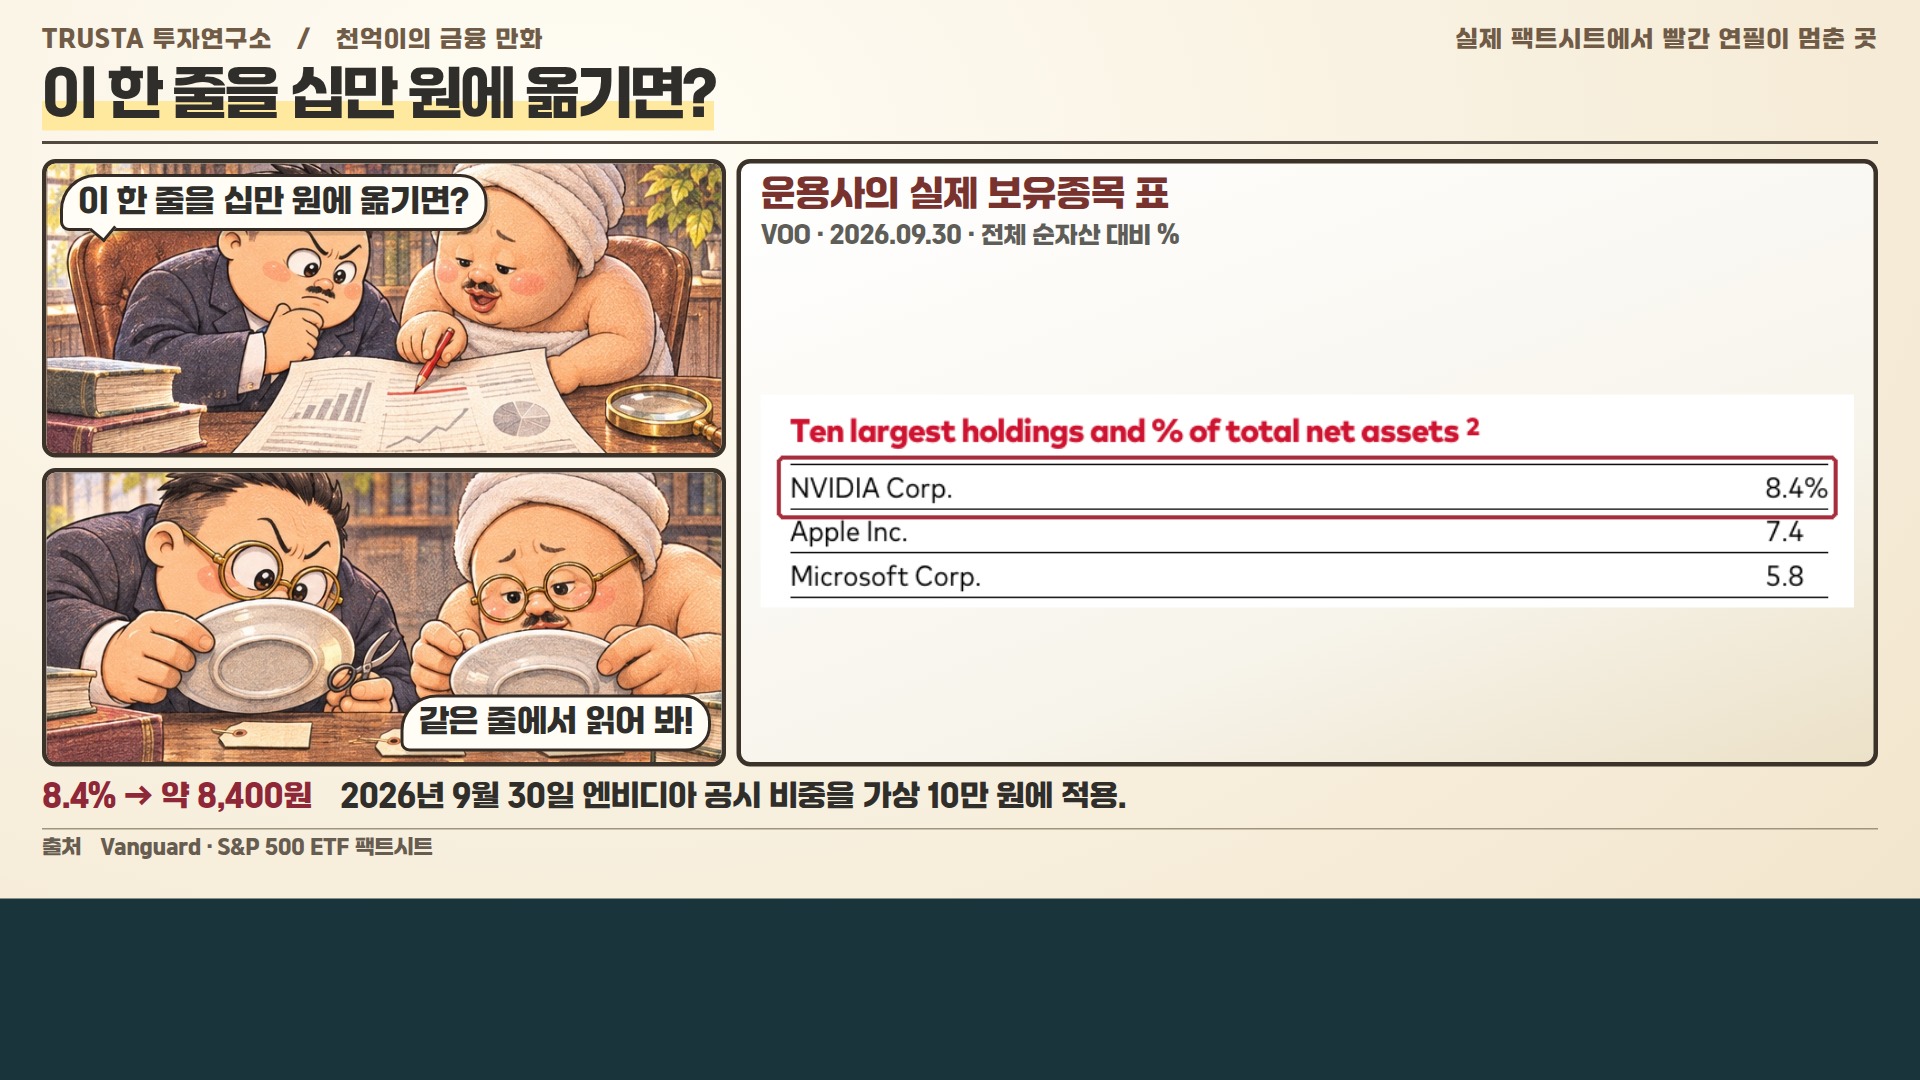 TRUSTA 투자연구소 / 천억이의 금융 만화
실제 팩트시트에서 빨간 연필이 멈춘 곳
이 한 줄을 십만 원에 옮기면?
이 한 줄을 십만 원에 옮기면?
같은 줄에서 읽어 봐!
운용사의 실제 보유종목 표
VOO · 2026.09.30 · 전체 순자산 대비 %
Ten largest holdings and % of total net assets ²
NVIDIA Corp. 8.4%
Apple Inc. 7.4
Microsoft Corp. 5.8
8.4% → 약 8,400원 2026년 9월 30일 엔비디아 공시 비중을 가상 10만 원에 적용.
출처 Vanguard · S&P 500 ETF 팩트시트